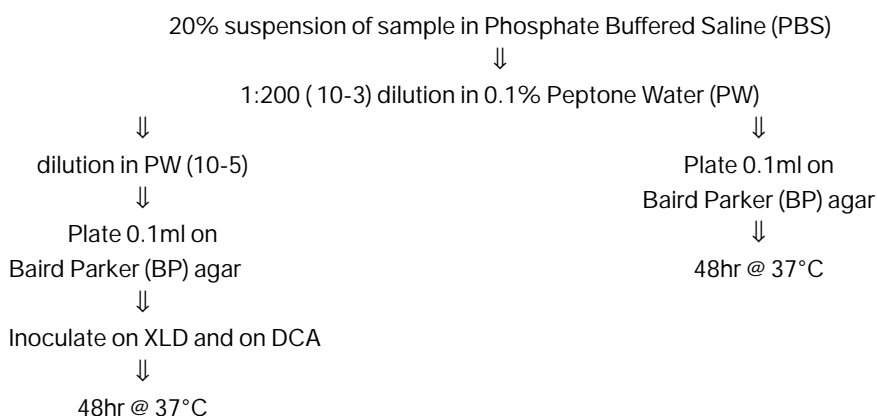 20% suspension of sample in Phosphate Buffered Saline (PBS)
⇓
1:200 ( 10-3) dilution in 0.1% Peptone Water (PW)
⇓ ⇓
dilution in PW (10-5) Plate 0.1ml on
⇓ Baird Parker (BP) agar
Plate 0.1ml on ⇓
Baird Parker (BP) agar 48hr @ 37°C
⇓
Inoculate on XLD and on DCA
⇓
48hr @ 37°C